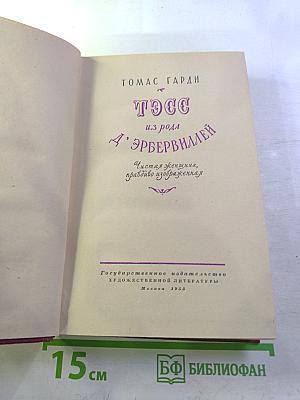 ТОМАС ГАРДИ
ТЭСС
из рода
Д'ЭРБЕРВИЛЛЕЙ
Чистая женщина,
правдиво изображенная
Государственное издательство
ХУДОЖЕСТВЕННОЙ ЛИТЕРАТУРЫ
Москва 1955
15 см
БФ БИБЛИОФАН